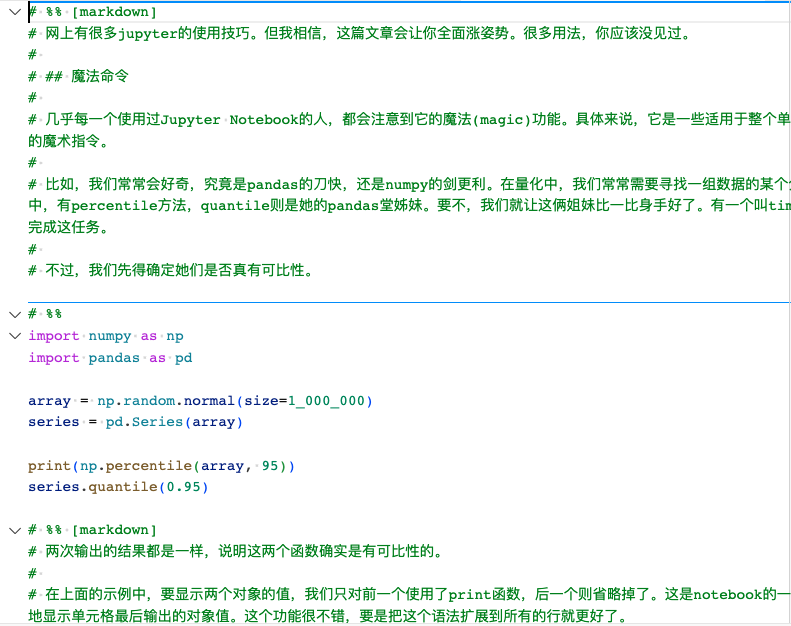 # %% [markdown]
# 网上有很多jupyter的使用技巧。但我相信，这篇文章会让你全面涨姿势。很多用法，你应该没见过。
#
# ## 魔法命令
#
# 几乎每一个使用过Jupyter Notebook的人，都会注意到它的魔法(magic)功能。具体来说，它是一些适用于整个单
的魔术指令。
#
# 比如，我们常常会好奇，究竟是pandas的刀快，还是numpy的剑更利。在量化中，我们常常需要寻找一组数据的某个
中，有percentile方法，quantile则是她的pandas堂姊妹。要不，我们就让这俩姐妹比一比身手好了。有一个叫tim
完成这任务。
#
# 不过，我们先得确定她们是否真有可比性。
# %%
import numpy as np
import pandas as pd
array = np.random.normal(size=1_000_000)
series = pd.Series(array)
print(np.percentile(array, 95))
series.quantile(0.95)
# %% [markdown]
# 两次输出的结果都是一样，说明这两个函数确实是有可比性的。
#
# 在上面的示例中，要显示两个对象的值，我们只对前一个使用了print函数，后一个则省略掉了。这是notebook的一
地显示单元格最后输出的对象值。这个功能很不错，要是把这个语法扩展到所有的行就更好了。